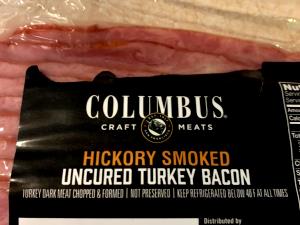 COLUMBUS®
CRAFT MEATS
HICKORY SMOKED
UNCURED TURKEY BACON
TURKEY DARK MEAT CHOPPED & FORMED | NOT PRESERVED | KEEP REFRIGERATED BELOW 40 F AT ALL TIMES
Distributed by
Nu